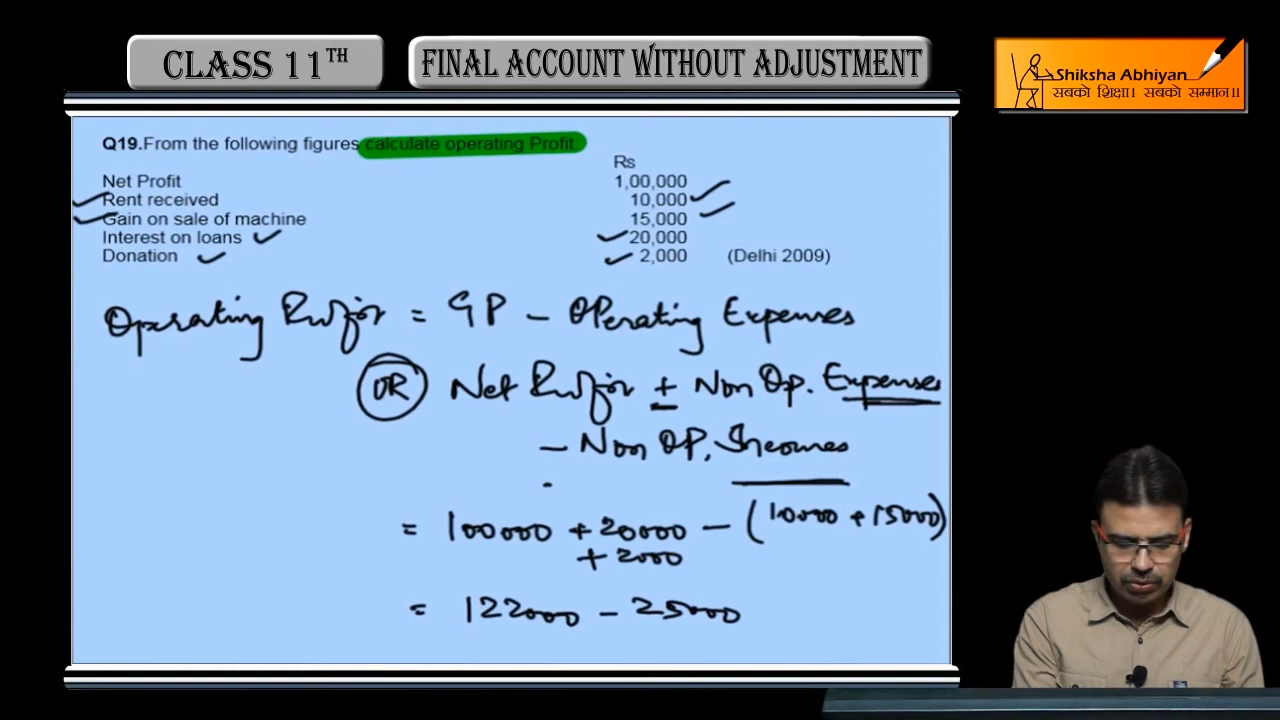 CLASS 11TH
FINAL ACCOUNT WITHOUT ADJUSTMENT
Shiksha Abhiyan
सबको शिक्षा। सबको सम्मान॥
Q19.From the following figures calculate operating Profit:
Rs
Net Profit 1,00,000
Rent received 10,000
Gain on sale of machine 15,000
Interest on loans 20,000
Donation 2,000 (Delhi 2009)
Operating Profit = GP - Operating Expenses
OR Net Profit + Non Op. Expenses
- Non OP. Incomes
= 100000 + 20000 - (10000 + 15000)
+ 2000
= 122000 - 25000